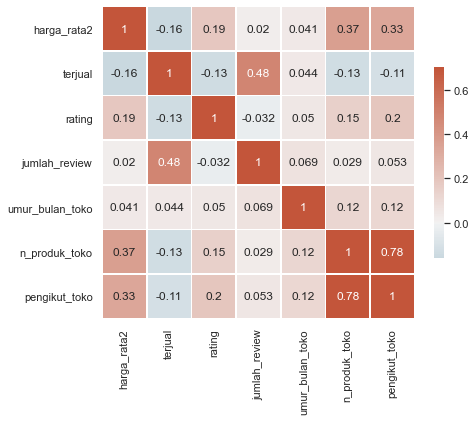 harga_rata2 1 -0.16 0.19 0.02 0.041 0.37 0.33
terjual -0.16 1 -0.13 0.48 0.044 -0.13 -0.11
rating 0.19 -0.13 1 -0.032 0.05 0.15 0.2
jumlah_review 0.02 0.48 -0.032 1 0.069 0.029 0.053
umur_bulan_toko 0.041 0.044 0.05 0.069 1 0.12 0.12
n_produk_toko 0.37 -0.13 0.15 0.029 0.12 1 0.78
pengikut_toko 0.33 -0.11 0.2 0.053 0.12 0.78 1
harga_rata2
terjual
rating
jumlah_review
umur_bulan_toko
n_produk_toko
pengikut_toko
0.6
0.4
0.2
0.0